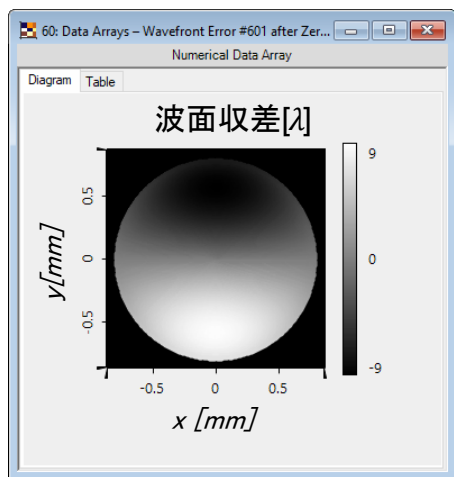 60: Data Arrays – Wavefront Error #601 after Zer...
Numerical Data Array
Diagram Table
波面収差[λ]
9
0
-9
y[mm]
0.5
0
-0.5
-0.5 0 0.5
x [mm]